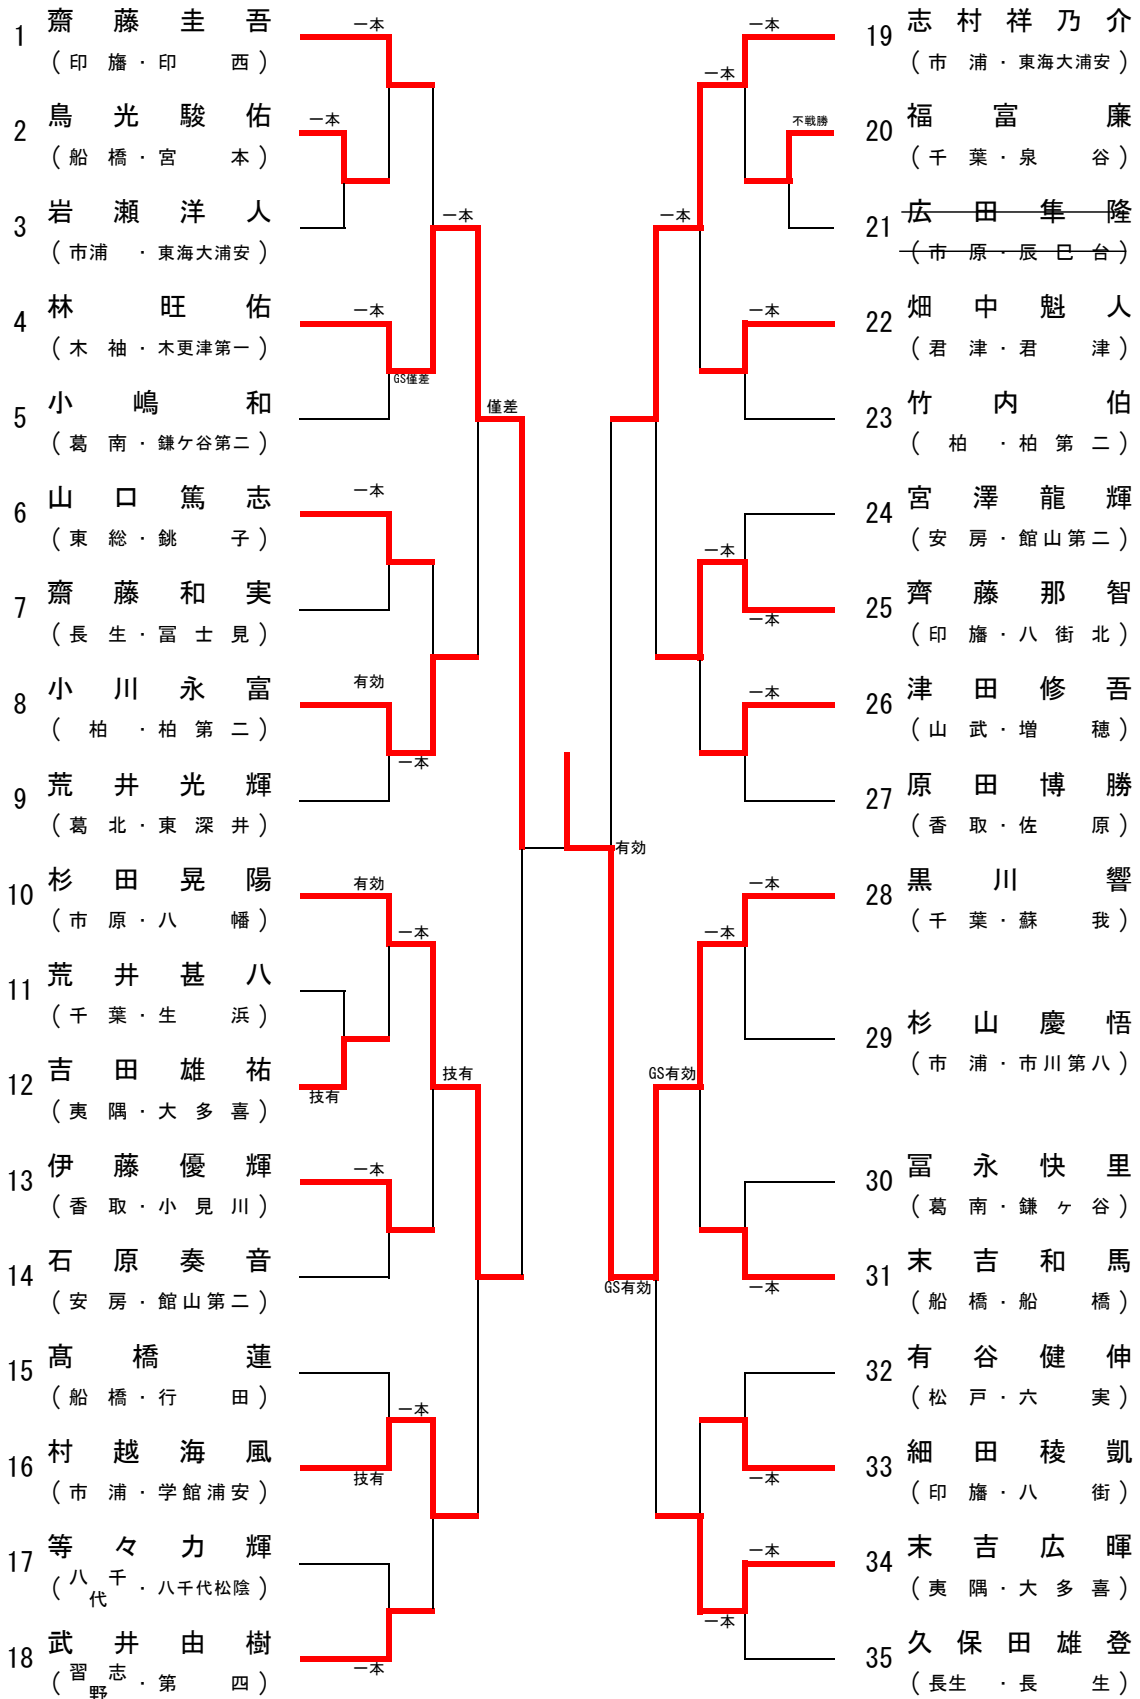 1 齋藤圭吾
（印旛・印西）
2 鳥光駿佑
（船橋・宮本）
3 岩瀬洋人
（市浦・東海大浦安）
4 林旺佑
（木袖・木更津第一）
5 小嶋和
（葛南・鎌ケ谷第二）
6 山口篤志
（東総・銚子）
7 齋藤和実
（長生・冨士見）
8 小川永富
（柏・柏第二）
9 荒井光輝
（葛北・東深井）
10 杉田晃陽
（市原・八幡）
11 荒井甚八
（千葉・生浜）
12 吉田雄祐
（夷隅・大多喜）
13 伊藤優輝
（香取・小見川）
14 石原奏音
（安房・館山第二）
15 髙橋蓮
（船橋・行田）
16 村越海風
（市浦・学館浦安）
17 等々力輝
（八千代・八千代松陰）
18 武井由樹
（習志野・第四）
一本
一本
一本
一本
GS僅差
僅差
一本
有効
一本
有効
一本
技有
技有
一本
一本
技有
一本
19 志村祥乃介
（市浦・東海大浦安）
20 福富廉
（千葉・泉谷）
21 広田隼隆
（市原・辰巳台）
22 畑中魁人
（君津・君津）
23 竹内伯
（柏・柏第二）
24 宮澤龍輝
（安房・館山第二）
25 齊藤那智
（印旛・八街北）
26 津田修吾
（山武・増穂）
27 原田博勝
（香取・佐原）
28 黒川響
（千葉・蘇我）
29 杉山慶悟
（市浦・市川第八）
30 冨永快里
（葛南・鎌ヶ谷）
31 末吉和馬
（船橋・船橋）
32 有谷健伸
（松戸・六実）
33 細田稜凱
（印旛・八街）
34 末吉広暉
（夷隅・大多喜）
35 久保田雄登
（長生・長生）
一本
一本
不戦勝
一本
一本
一本
一本
一本
有効
一本
一本
GS有効
一本
GS有効
一本
一本
一本